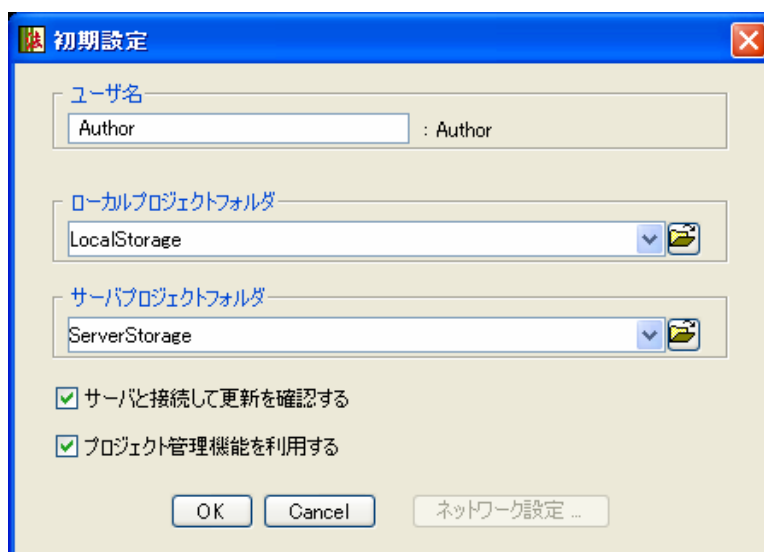 初期設定
ユーザ名
Author : Author
ローカルプロジェクトフォルダ
LocalStorage
サーバプロジェクトフォルダ
ServerStorage
サーバと接続して更新を確認する
プロジェクト管理機能を利用する
OK Cancel ネットワーク設定 ...